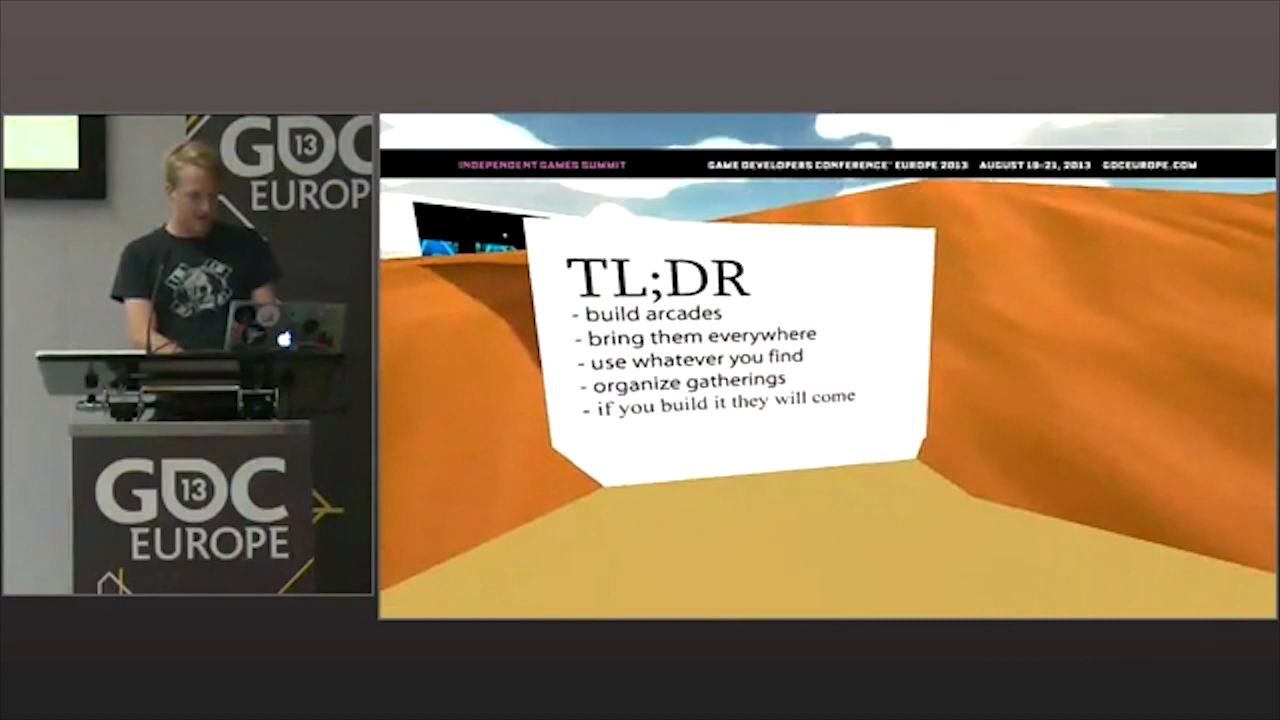 GDC
13
EUROP
GDC
13
EUROPE
INDEPENDENT GAMES SUMMIT
GAME DEVELOPERS CONFERENCE™ EUROPE 2013 AUGUST 19-21, 2013 GDCEUROPE.COM
TL;DR
- build arcades
- bring them everywhere
- use whatever you find
- organize gatherings
- if you build it they will come